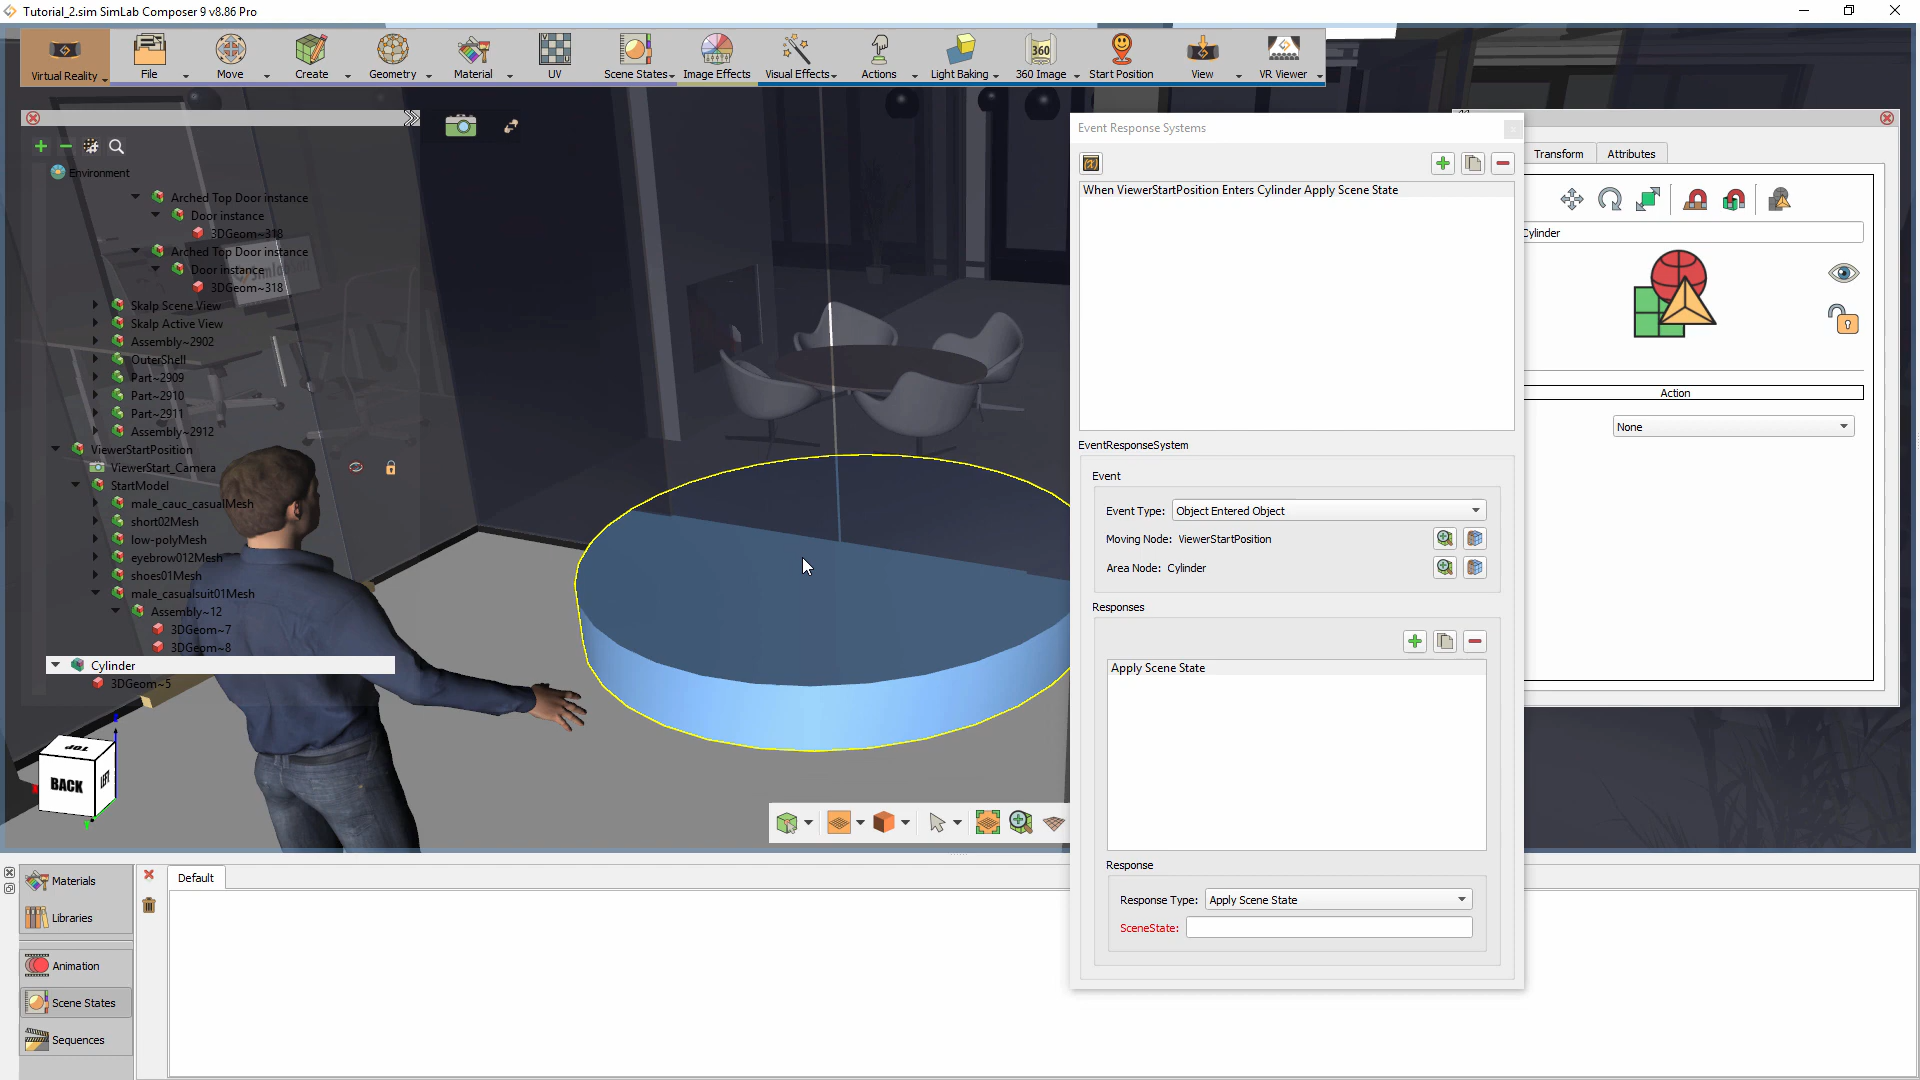 Tutorial_2.sim SimLab Composer 9 v8.86 Pro
Virtual Reality
File
Move
Create
Geometry
Material
UV
Scene States
Image Effects
Visual Effects
Actions
Light Baking
360 Image
Start Position
View
VR Viewer
360
Environment
Arched Top Door instance
Door instance
3DGeom~318
Arched Top Door instance
Door instance
3DGeom~318
Skalp Scene View
Skalp Active View
Assembly~2902
OuterShell
Part~2909
Part~2910
Part~2911
Assembly~2912
ViewerStartPosition
ViewerStart_Camera
StartModel
male_cauc_casualMesh
short02Mesh
low-polyMesh
eyebrow012Mesh
shoes01Mesh
male_casualsuit01Mesh
Assembly~12
3DGeom~7
3DGeom~8
Cylinder
3DGeom~5
TOP
BACK
LEFT
Event Response Systems
When ViewerStartPosition Enters Cylinder Apply Scene State
EventResponseSystem
Event
Event Type: Object Entered Object
Moving Node: ViewerStartPosition
Area Node: Cylinder
Responses
Apply Scene State
Response
Response Type: Apply Scene State
SceneState:
Transform
Attributes
Cylinder
Action
None
Materials
Libraries
Animation
Scene States
Sequences
Default